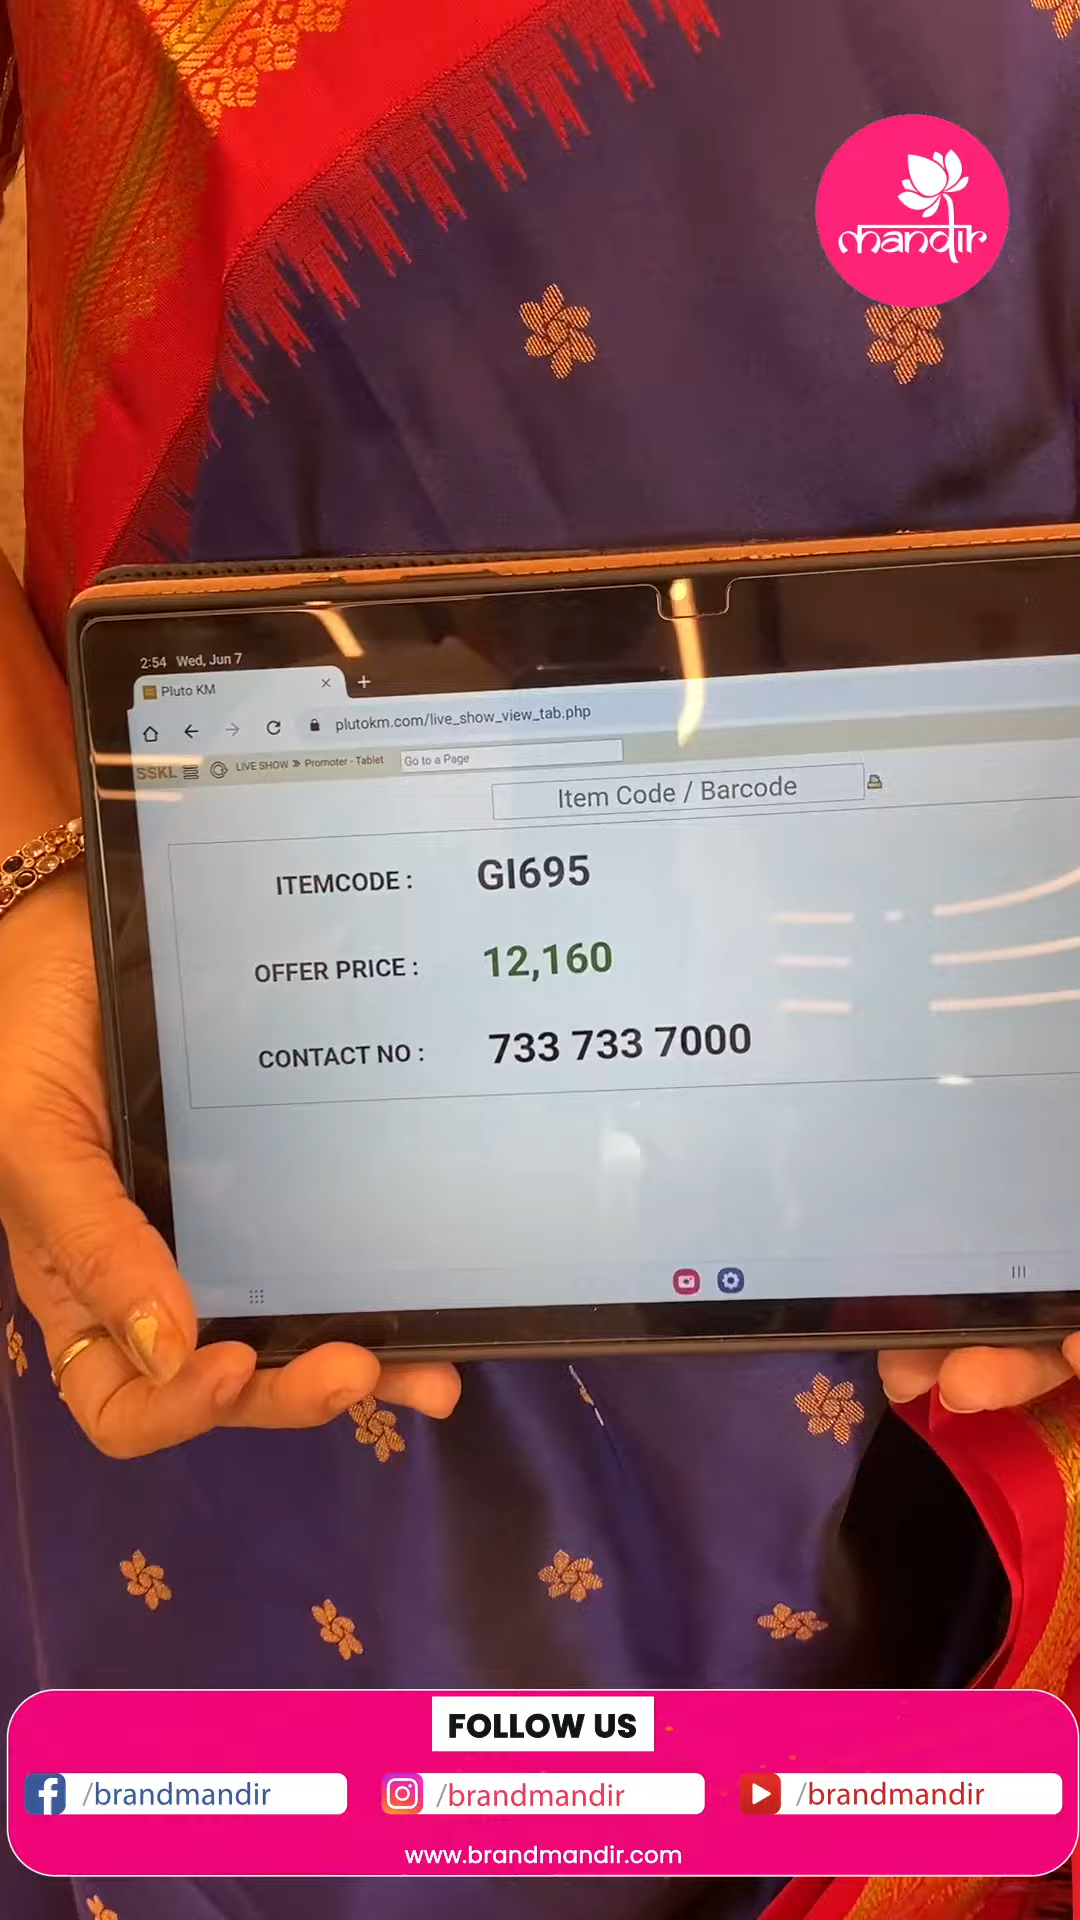 mandir
2:54 Wed, Jun 7
Pluto KM
plutokm.com/live_show_view_tab.php
SSKL LIVE SHOW » Promoter - Tablet Go to a Page
Item Code / Barcode
ITEMCODE : GI695
OFFER PRICE : 12,160
CONTACT NO : 733 733 7000
FOLLOW US
/brandmandir /brandmandir /brandmandir
www.brandmandir.com